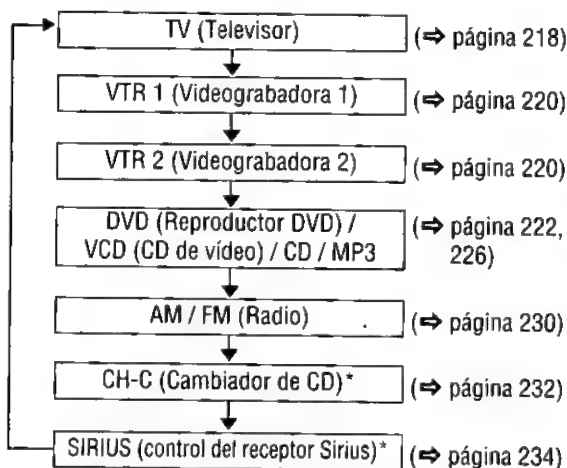 TV (Televisor) (⇒ página 218)
VTR 1 (Videograbadora 1) (⇒ página 220)
VTR 2 (Videograbadora 2) (⇒ página 220)
DVD (Reproductor DVD) / (⇒ página 222,
VCD (CD de vídeo) / CD / MP3 226)
AM / FM (Radio) (⇒ página 230)
CH-C (Cambiador de CD)* (⇒ página 232)
SIRIUS (control del receptor Sirius)* (⇒ página 234)